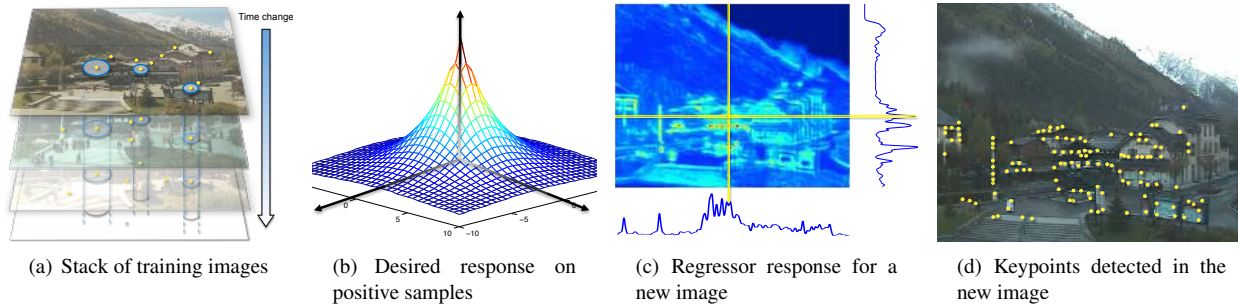 Time change
0
5
10
-10
-5
0
(a) Stack of training images
(b) Desired response on
positive samples
(c) Regressor response for a
new image
(d) Keypoints detected in the
new image